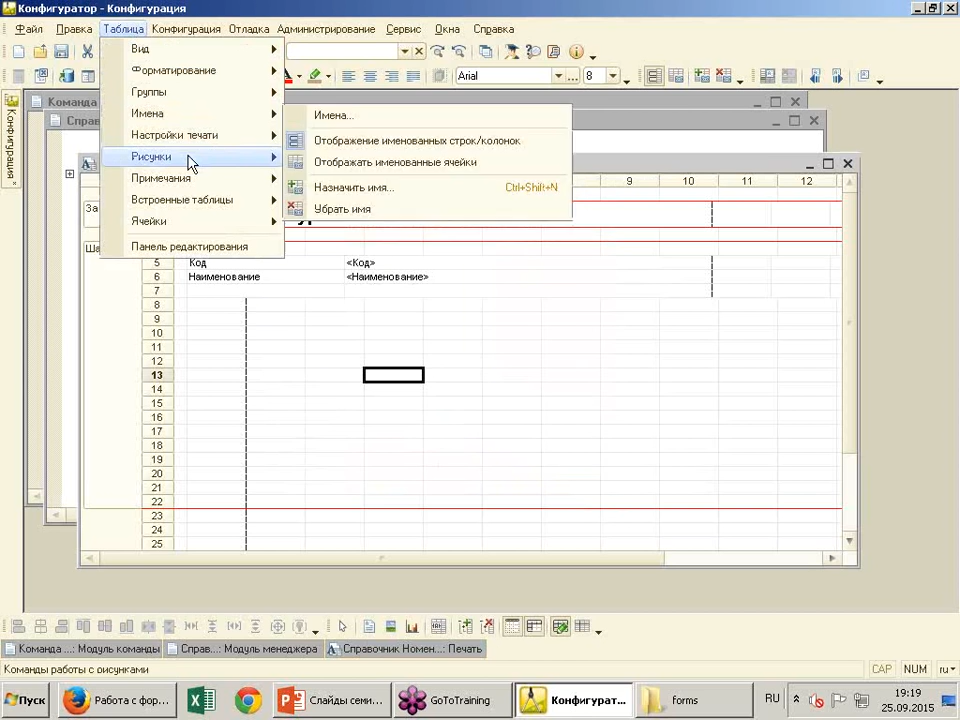 Конфигуратор - Конфигурация
Файл Правка Таблица Конфигурация Отладка Администрирование Сервис Окна Справка
Arial 8
Вид
Форматирование
Группы
Имена
Настройки печати
Рисунки
Примечания
Встроенные таблицы
Ячейки
Панель редактирования
Имена...
Отображение именованных строк/колонок
Отображать именованные ячейки
Назначить имя... Ctrl+Shift+N
Убрать имя
Конфигурация
Команда
Справ
9 10 11 12
За
Ша
5 Код <Код>
6 Наименование <Наименование>
7
8
9
10
11
12
13
14
15
16
17
18
19
20
21
22
23
24
25
Команда ...: Модуль команды Справ...: Модуль менеджера Справочник Номен...: Печать
Команды работы с рисунками CAP NUM ru
Пуск Работа с фор... Слайды семи... GoToTraining Конфигурат... forms RU 19:19
25.09.2015